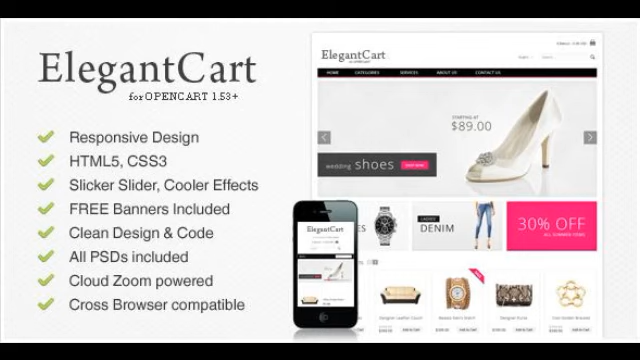 ElegantCart
for OPENCART 1.53+
Responsive Design
HTML5, CSS3
Slicker Slider, Cooler Effects
FREE Banners Included
Clean Design & Code
All PSDs included
Cloud Zoom powered
Cross Browser compatible
ElegantCart
HOME CATEGORIES SERVICES ABOUT US CONTACT US
STARTING AT
$89.00
wedding shoes
LADIES
DENIM
30% OFF
ElegantCart